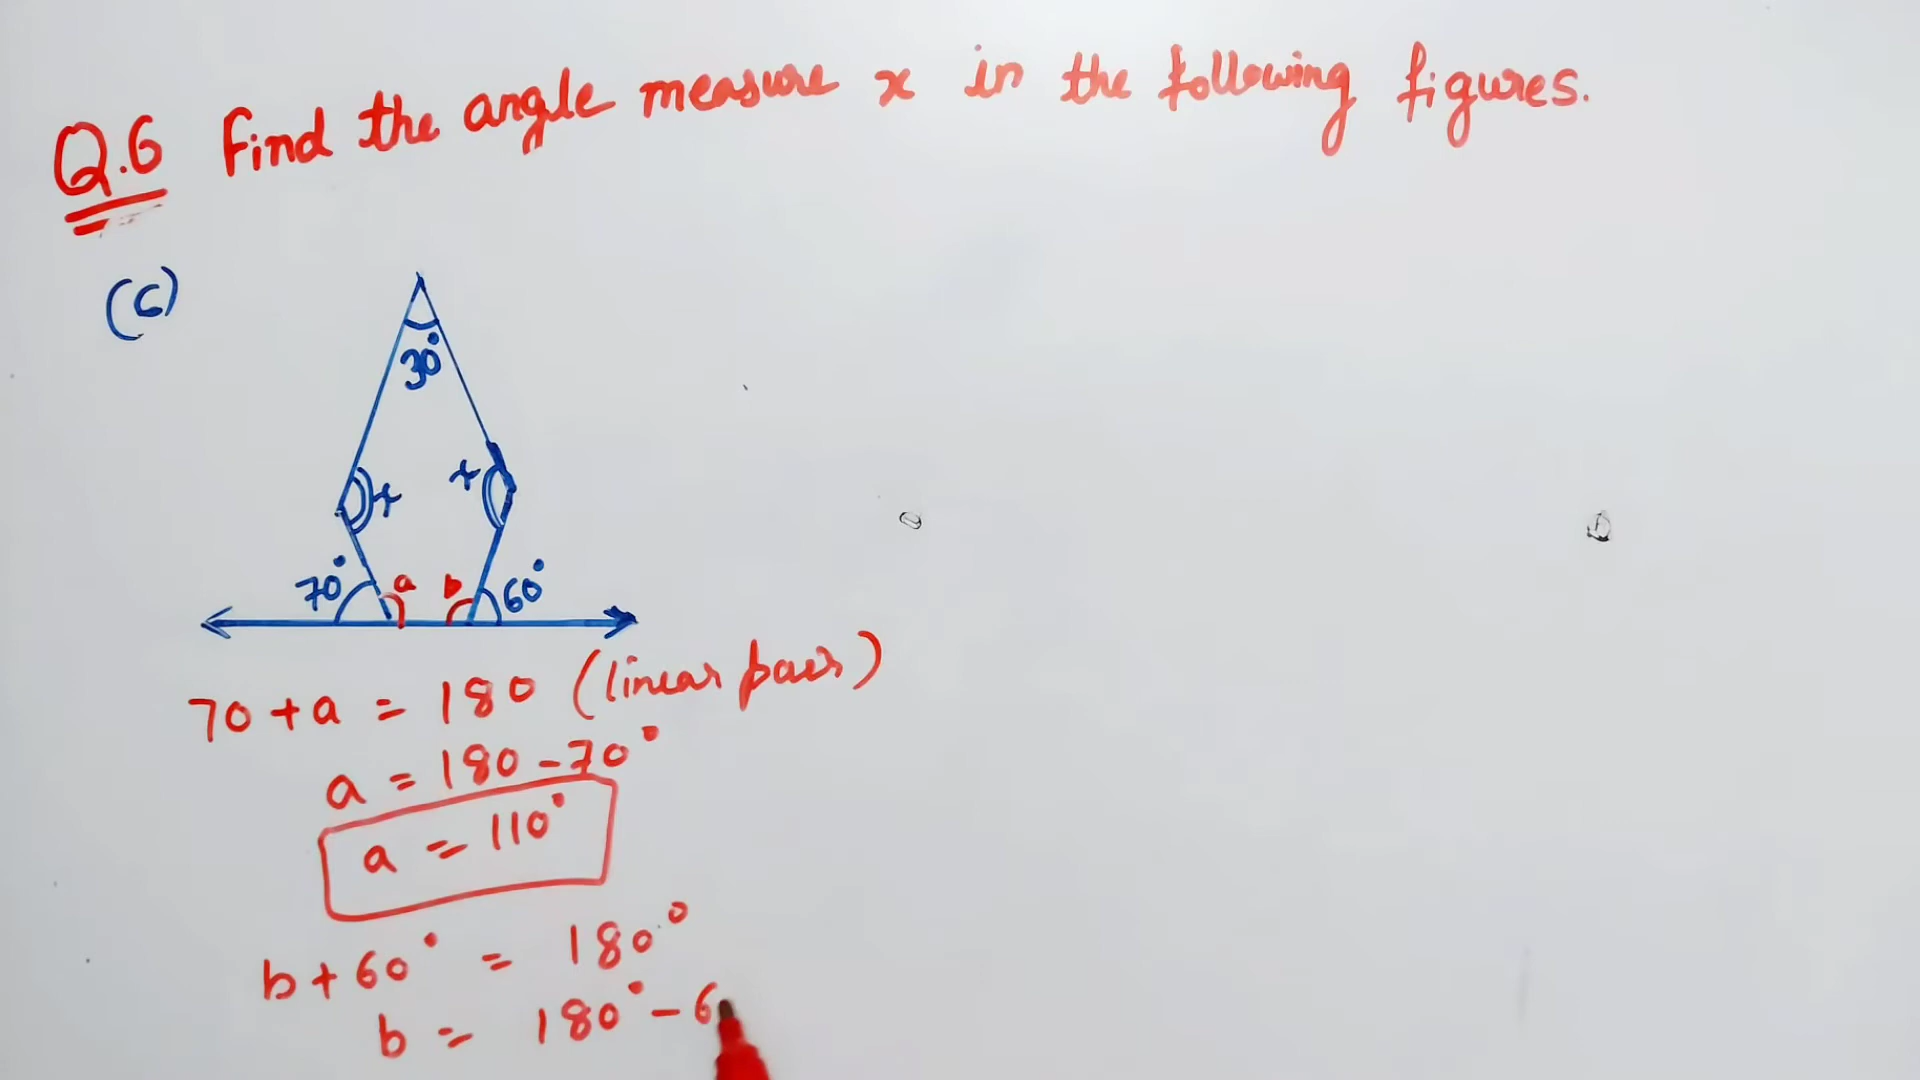 Q.6 Find the angle measure x in the following figures.
(C)
30°
x x
70° a b 60°
70 + a = 180 (linear pair)
a = 180 - 70°
a = 110°
b + 60° = 180°
b = 180° - 6